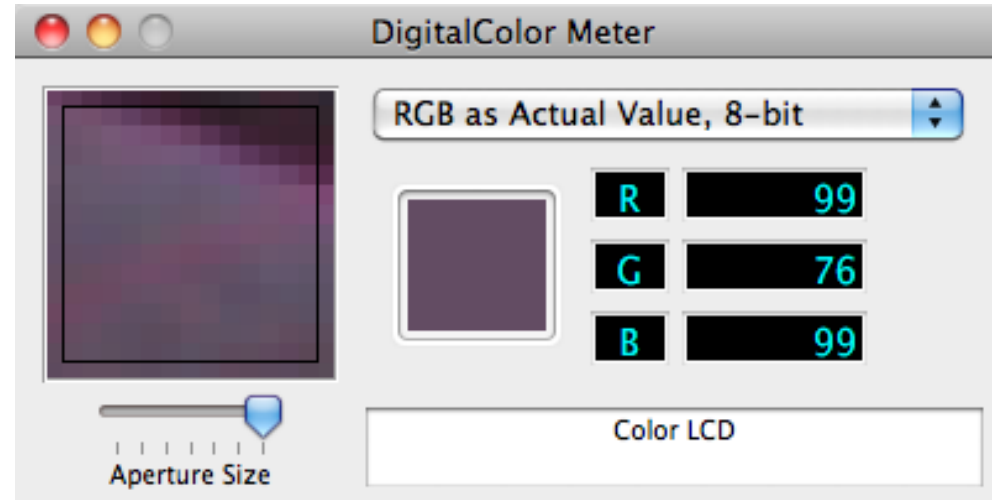 DigitalColor Meter
RGB as Actual Value, 8-bit
R 99
G 76
B 99
Aperture Size
Color LCD